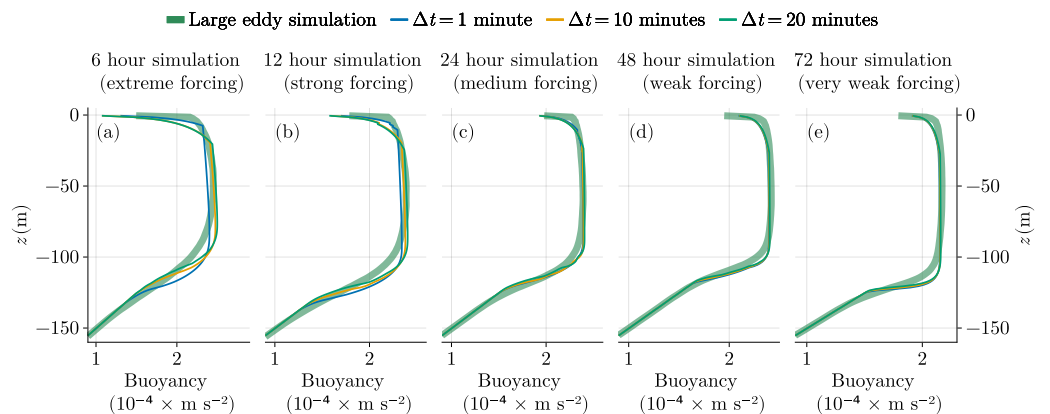 Large eddy simulation Δt = 1 minute Δt = 10 minutes Δt = 20 minutes
6 hour simulation
(extreme forcing)
12 hour simulation
(strong forcing)
24 hour simulation
(medium forcing)
48 hour simulation
(weak forcing)
72 hour simulation
(very weak forcing)
0
−50
−100
−150
z (m)
(a)
(b)
(c)
(d)
(e)
0
−50
−100
−150
z (m)
1 2
1 2
1 2
1 2
1 2
Buoyancy
(10⁻⁴ × m s⁻²)
Buoyancy
(10⁻⁴ × m s⁻²)
Buoyancy
(10⁻⁴ × m s⁻²)
Buoyancy
(10⁻⁴ × m s⁻²)
Buoyancy
(10⁻⁴ × m s⁻²)